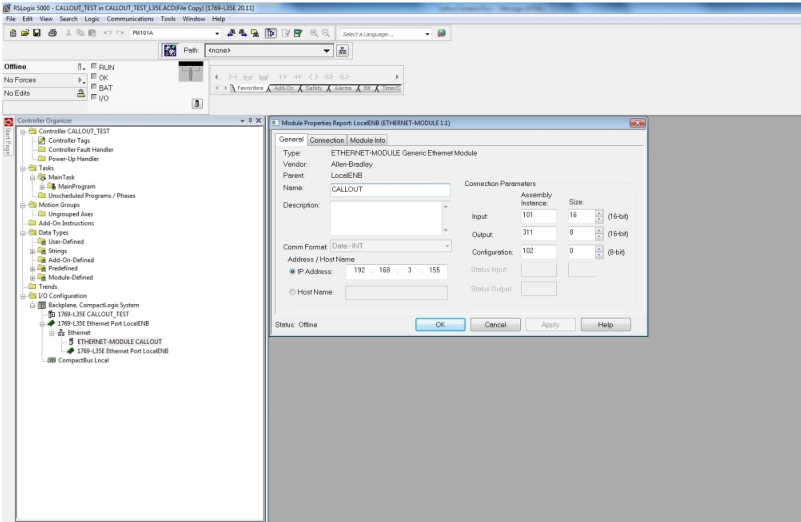 RSLogix 5000 - CALLOUT_TEST in CALLOUT_TEST_L35E.ACD(File Copy) [1769-L35E 20.11]
File Edit View Search Logic Communications Tools Window Help
PM101A
Select a Language...
Path: <none>
Offline
RUN
No Forces
OK
No Edits
BAT
I/O
Favorites Add-On Safety Alarms Bit Timer/C
Controller Organizer
Start Page
Controller CALLOUT_TEST
Controller Tags
Controller Fault Handler
Power-Up Handler
Tasks
MainTask
MainProgram
Unscheduled Programs / Phases
Motion Groups
Ungrouped Axes
Add-On Instructions
Data Types
User-Defined
Strings
Add-On-Defined
Predefined
Module-Defined
Trends
I/O Configuration
Backplane, CompactLogix System
1769-L35E CALLOUT_TEST
1769-L35E Ethernet Port LocalENB
Ethernet
ETHERNET-MODULE CALLOUT
1769-L35E Ethernet Port LocalENB
CompactBus Local
Module Properties Report: LocalENB (ETHERNET-MODULE 1.1)
General Connection Module Info
Type: ETHERNET-MODULE Generic Ethernet Module
Vendor: Allen-Bradley
Parent: LocalENB
Name: CALLOUT
Description:
Comm Format: Data - INT
Address / Host Name
IP Address: 192 . 168 . 3 . 155
Host Name:
Connection Parameters
Assembly
Instance: Size:
Input: 101 16 (16-bit)
Output: 311 8 (16-bit)
Configuration: 102 0 (8-bit)
Status Input:
Status Output:
Status: Offline
OK Cancel Apply Help